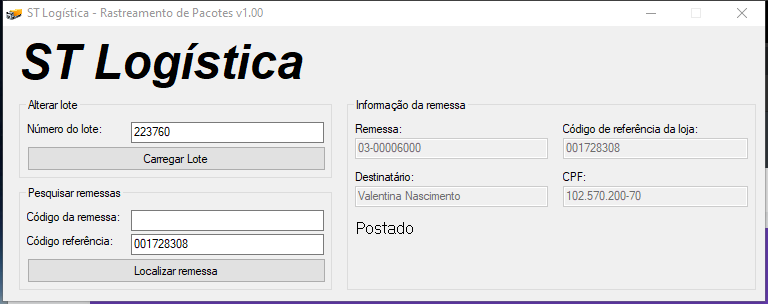 ST Logística - Rastreamento de Pacotes v1.00
ST Logística
Alterar lote
Número do lote: 223760
Carregar Lote
Pesquisar remessas
Código da remessa:
Código referência: 001728308
Localizar remessa
Informação da remessa
Remessa: Código de referência da loja:
03-00006000 001728308
Destinatário: CPF:
Valentina Nascimento 102.570.200-70
Postado